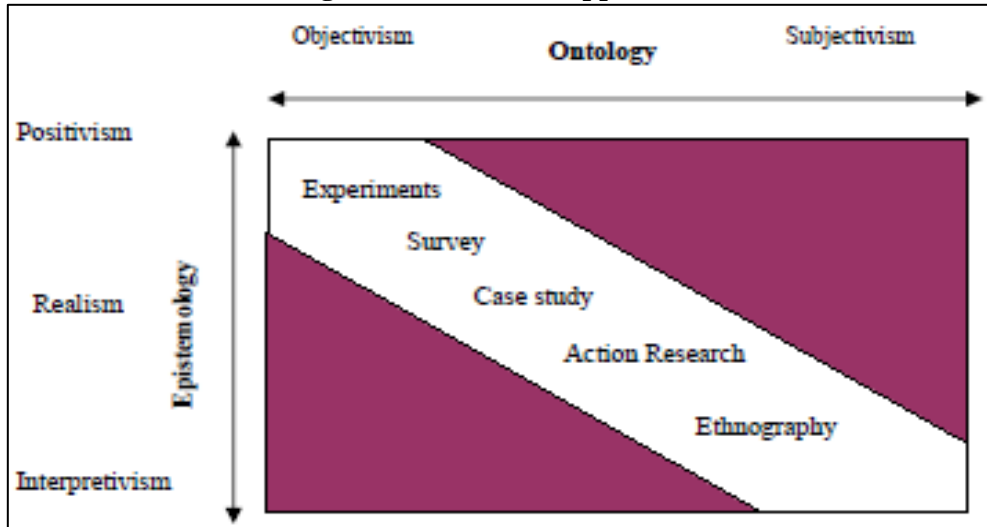 Objectivism
Subjectivism
Ontology
Positivism
Experiments
Survey
Realism
Case study
Epistemology
Action Research
Ethnography
Interpretivism